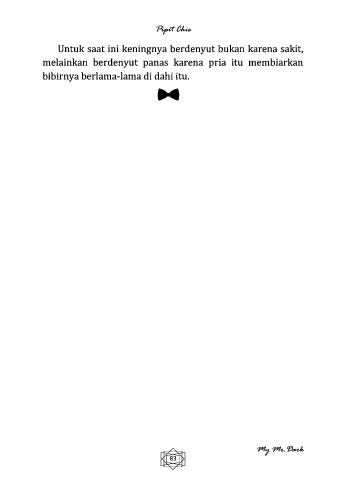 Pipit Chie
Untuk saat ini keningnya berdenyut bukan karena sakit,
melainkan berdenyut panas karena pria itu membiarkan
bibirnya berlama-lama di dahi itu.
My Mr. Dark
83